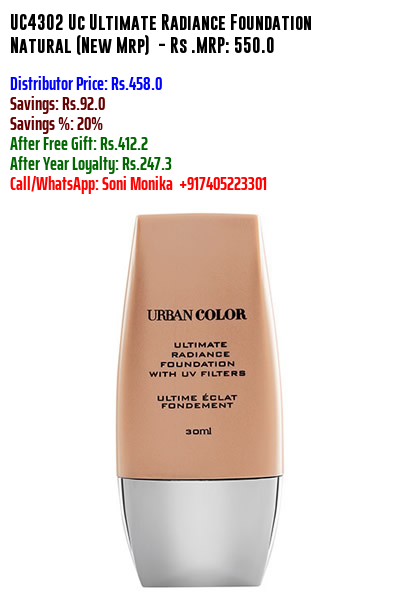 UC4302 Uc Ultimate Radiance Foundation
Natural (New Mrp) - Rs .MRP: 550.0
Distributor Price: Rs.458.0
Savings: Rs.92.0
Savings %: 20%
After Free Gift: Rs.412.2
After Year Loyalty: Rs.247.3
Call/WhatsApp: Soni Monika +917405223301
URBAN COLOR
ULTIMATE
RADIANCE
FOUNDATION
WITH UV FILTERS
ULTIME ÉCLAT
FONDEMENT
30ml